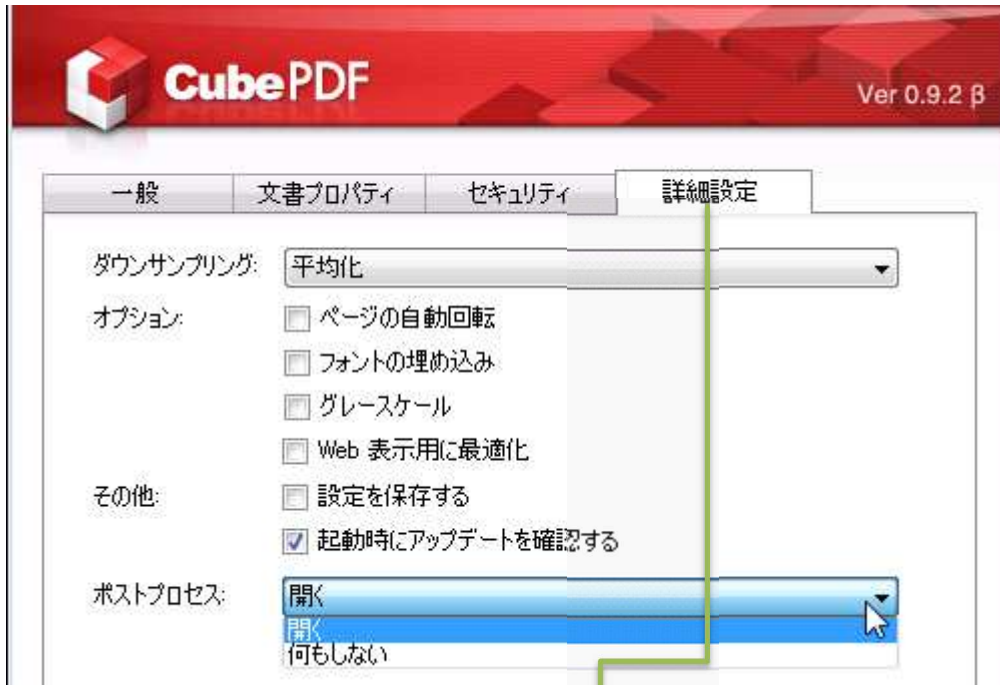 CubePDF
Ver 0.9.2 β
一般 文書プロパティ セキュリティ 詳細設定
ダウンサンプリング: 平均化
オプション: ページの自動回転
フォントの埋め込み
グレースケール
Web 表示用に最適化
その他: 設定を保存する
起動時にアップデートを確認する
ポストプロセス: 開く
開く
何もしない